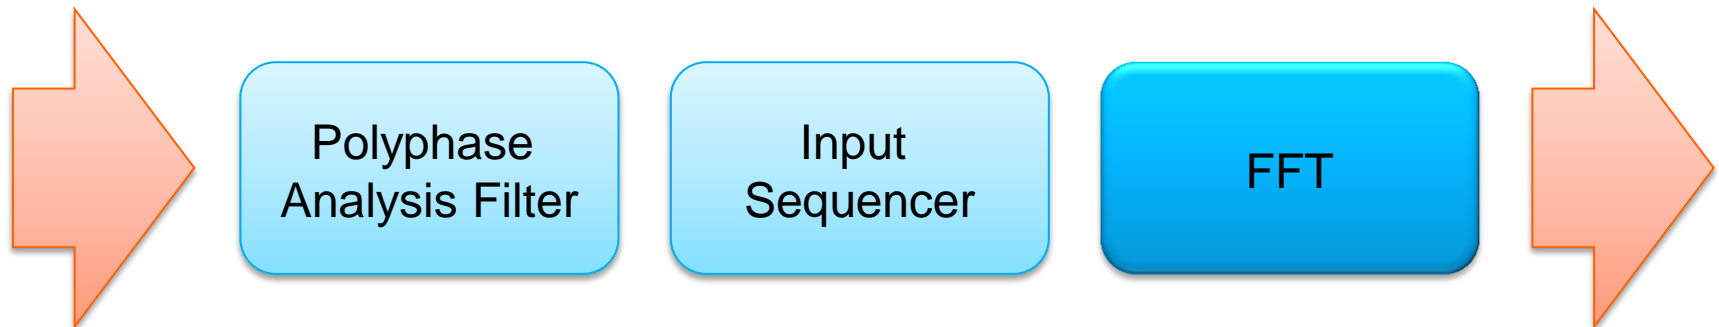 Polyphase
Analysis Filter
Input
Sequencer
FFT